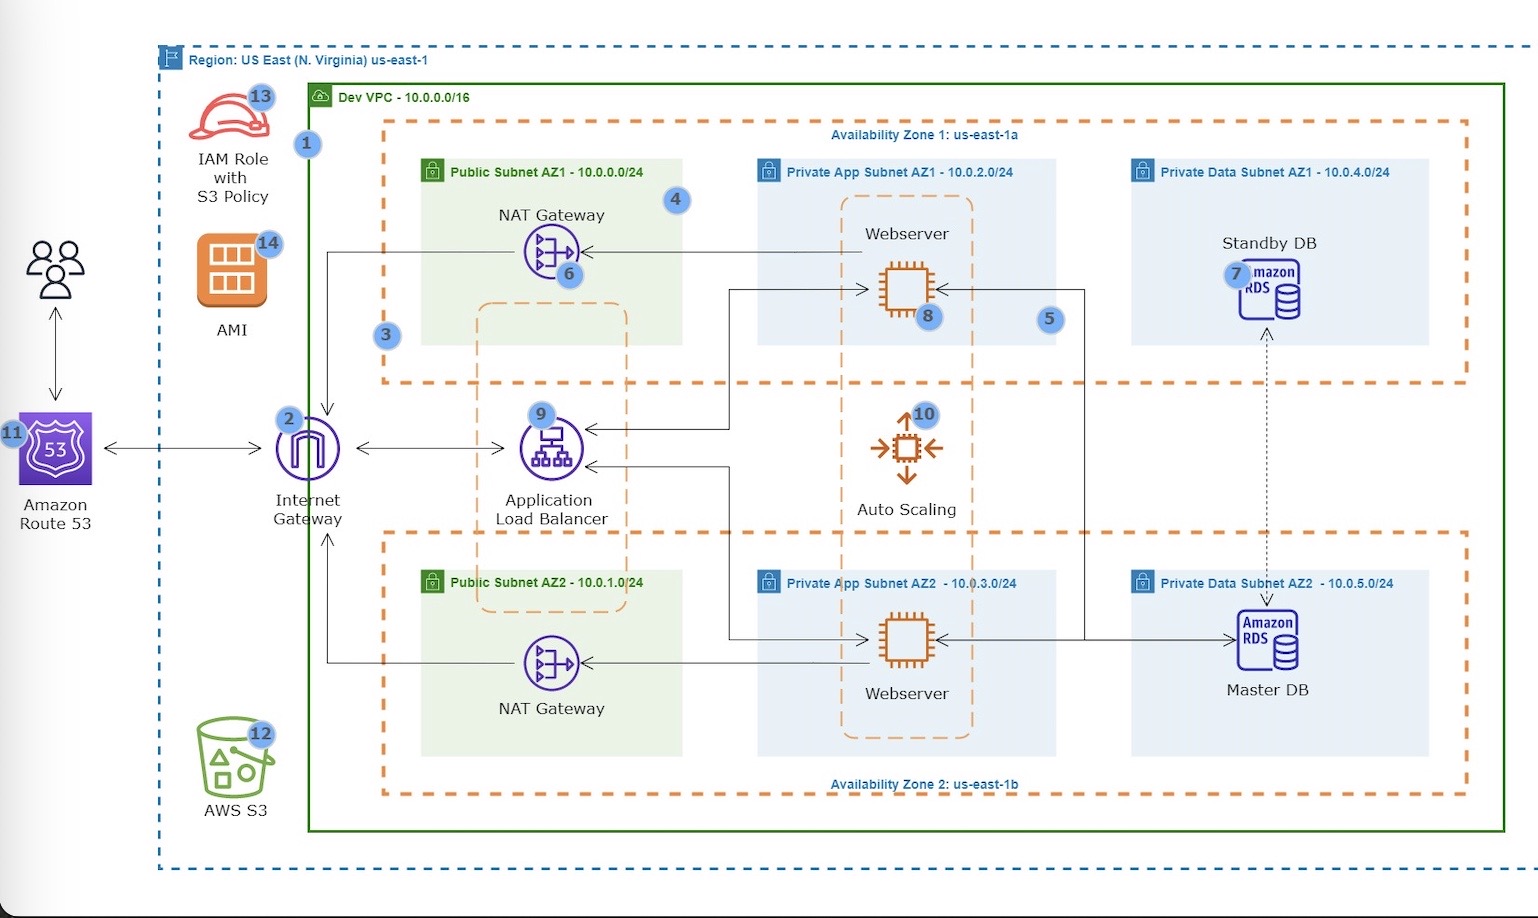 Region: US East (N. Virginia) us-east-1
13
IAM Role
with
S3 Policy
14
AMI
1
Dev VPC - 10.0.0.0/16
Availability Zone 1: us-east-1a
Public Subnet AZ1 - 10.0.0.0/24
4
NAT Gateway
6
3
Private App Subnet AZ1 - 10.0.2.0/24
Webserver
8
5
Private Data Subnet AZ1 - 10.0.4.0/24
Standby DB
7
Amazon
RDS
11
53
Amazon
Route 53
2
Internet
Gateway
9
Application
Load Balancer
10
Auto Scaling
Public Subnet AZ2 - 10.0.1.0/24
NAT Gateway
Private App Subnet AZ2 - 10.0.3.0/24
Webserver
Private Data Subnet AZ2 - 10.0.5.0/24
Amazon
RDS
Master DB
Availability Zone 2: us-east-1b
12
AWS S3